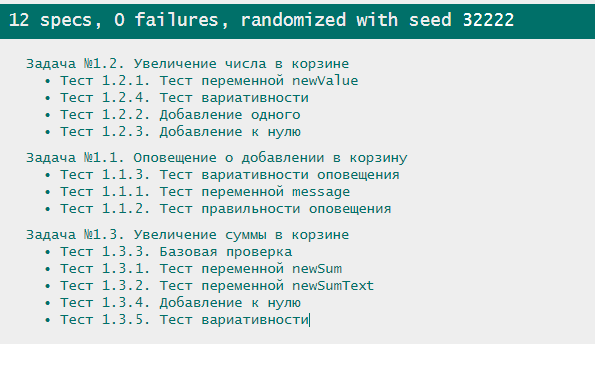 12 specs, 0 failures, randomized with seed 32222
Задача №1.2. Увеличение числа в корзине
• Тест 1.2.1. Тест переменной newValue
• Тест 1.2.4. Тест вариативности
• Тест 1.2.2. Добавление одного
• Тест 1.2.3. Добавление к нулю
Задача №1.1. Оповещение о добавлении в корзину
• Тест 1.1.3. Тест вариативности оповещения
• Тест 1.1.1. Тест переменной message
• Тест 1.1.2. Тест правильности оповещения
Задача №1.3. Увеличение суммы в корзине
• Тест 1.3.3. Базовая проверка
• Тест 1.3.1. Тест переменной newSum
• Тест 1.3.2. Тест переменной newSumText
• Тест 1.3.4. Добавление к нулю
• Тест 1.3.5. Тест вариативности